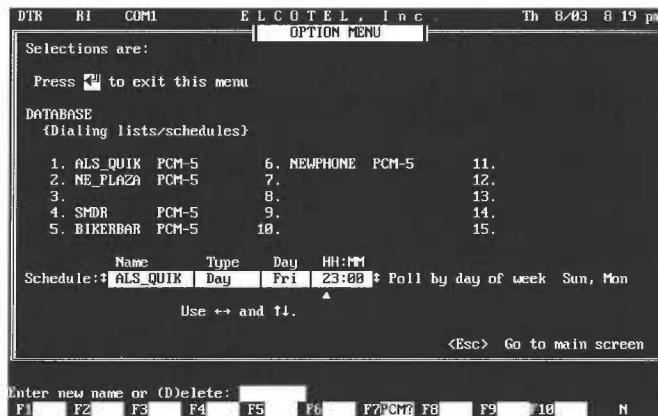 DTR RI COM1 E L C O T E L , I n c Th 8/03 8 19 pm
OPTION MENU
Selections are:
Press ↵ to exit this menu
DATABASE
{Dialing lists/schedules}
1. ALS_QUIK PCM-5 6. NEWPHONE PCM-5 11.
2. NE_PLAZA PCM-5 7. 12.
3. 8. 13.
4. SMDR PCM-5 9. 14.
5. BIKERBAR PCM-5 10. 15.
Name Type Day HH:MM
Schedule:↕ ALS_QUIK Day Fri 23:00 ↕ Poll by day of week Sun, Mon
Use ↔ and ↑↓.
<Esc> Go to main screen
Enter new name or (D)elete:
F1 F2 F3 F4 F5 F6 F7PCM? F8 F9 F10 N